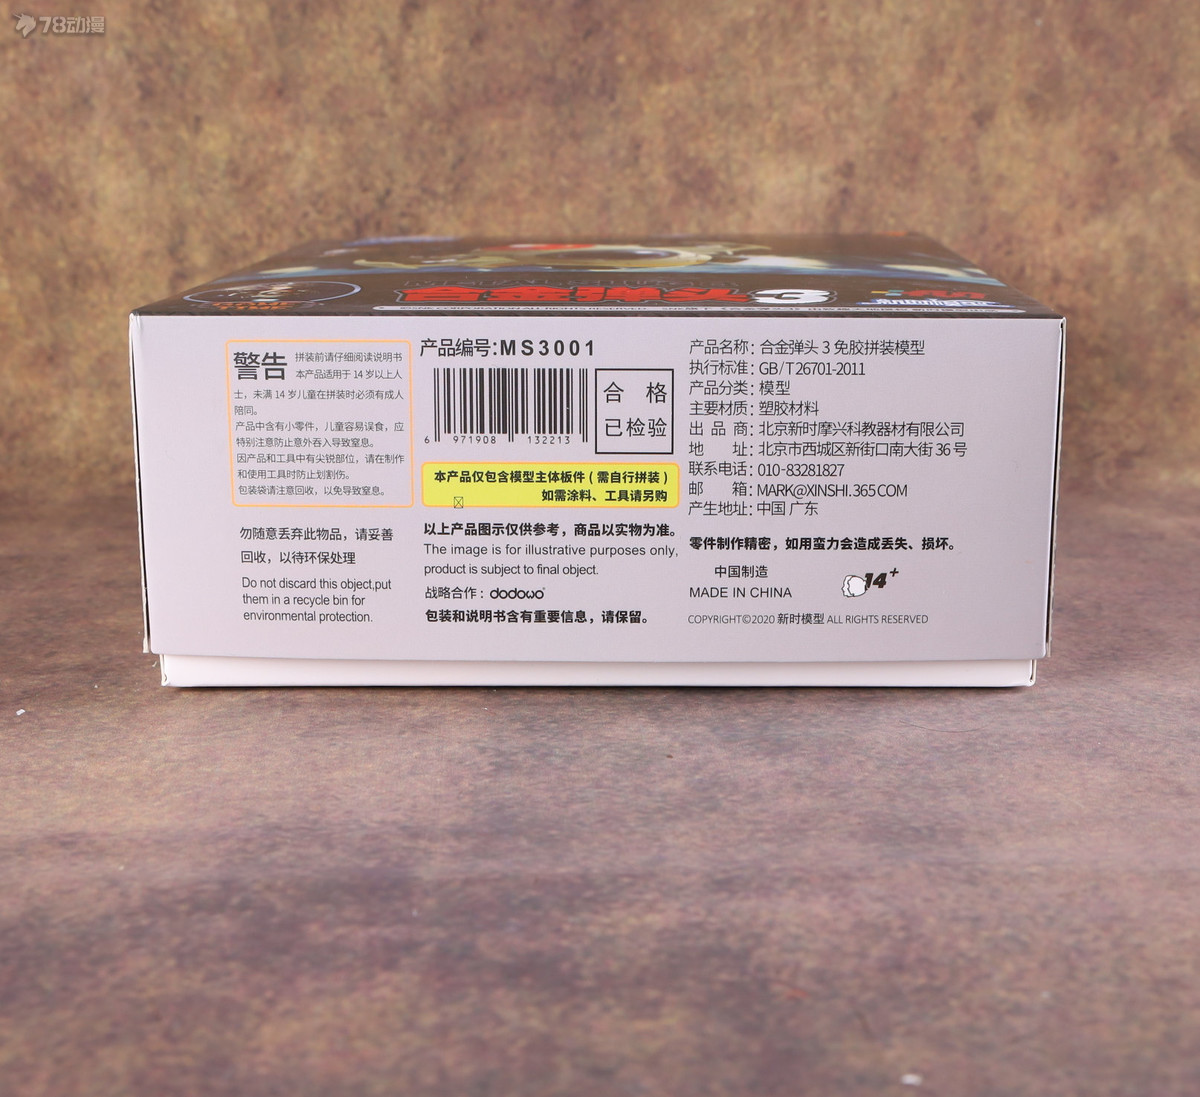 78动漫
合金弹头3
警告
拼装前请仔细阅读说明书
本产品适用于 14 岁以上人
士，未满 14 岁儿童在拼装时必须有成人
陪同。
产品中含有小零件，儿童容易误食，应
特别注意防止意外吞入导致窒息。
因产品和工具中有尖锐部位，请在制作
和使用工具时防止划割伤。
包装袋请注意回收，以免导致窒息。
勿随意丢弃此物品，请妥善
回收，以待环保处理
Do not discard this object,put
them in a recycle bin for
environmental protection.
产品编号:MS3001
6 971908 132213
合 格
已检验
本产品仅包含模型主体板件 ( 需自行拼装 )
如需涂料、工具请另购
以上产品图示仅供参考，商品以实物为准。
The image is for illustrative purposes only,
product is subject to final object.
战略合作：dodowo
包装和说明书含有重要信息，请保留。
产品名称：合金弹头 3 免胶拼装模型
执行标准：GB/T26701-2011
产品分类：模型
主要材质：塑胶材料
出 品 商：北京新时摩兴科教器材有限公司
地 址：北京市西城区新街口南大街 36 号
联系电话：010-83281827
邮 箱：MARK@XINSHI.365COM
产生地址：中国 广东
零件制作精密，如用蛮力会造成丢失、损坏。
中国制造
MADE IN CHINA
14+
COPYRIGHT©2020 新时模型 ALL RIGHTS RESERVED